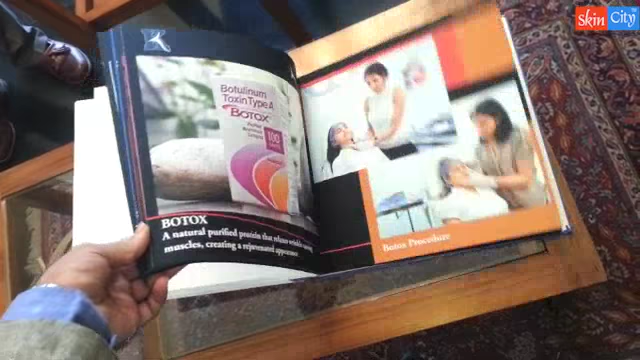 skin City
Botulinum
Toxin Type A
BOTOX
100
BOTOX
A natural purified protein that relaxes wrinkle
muscles, creating a rejuvenated appearance
Botox Procedure